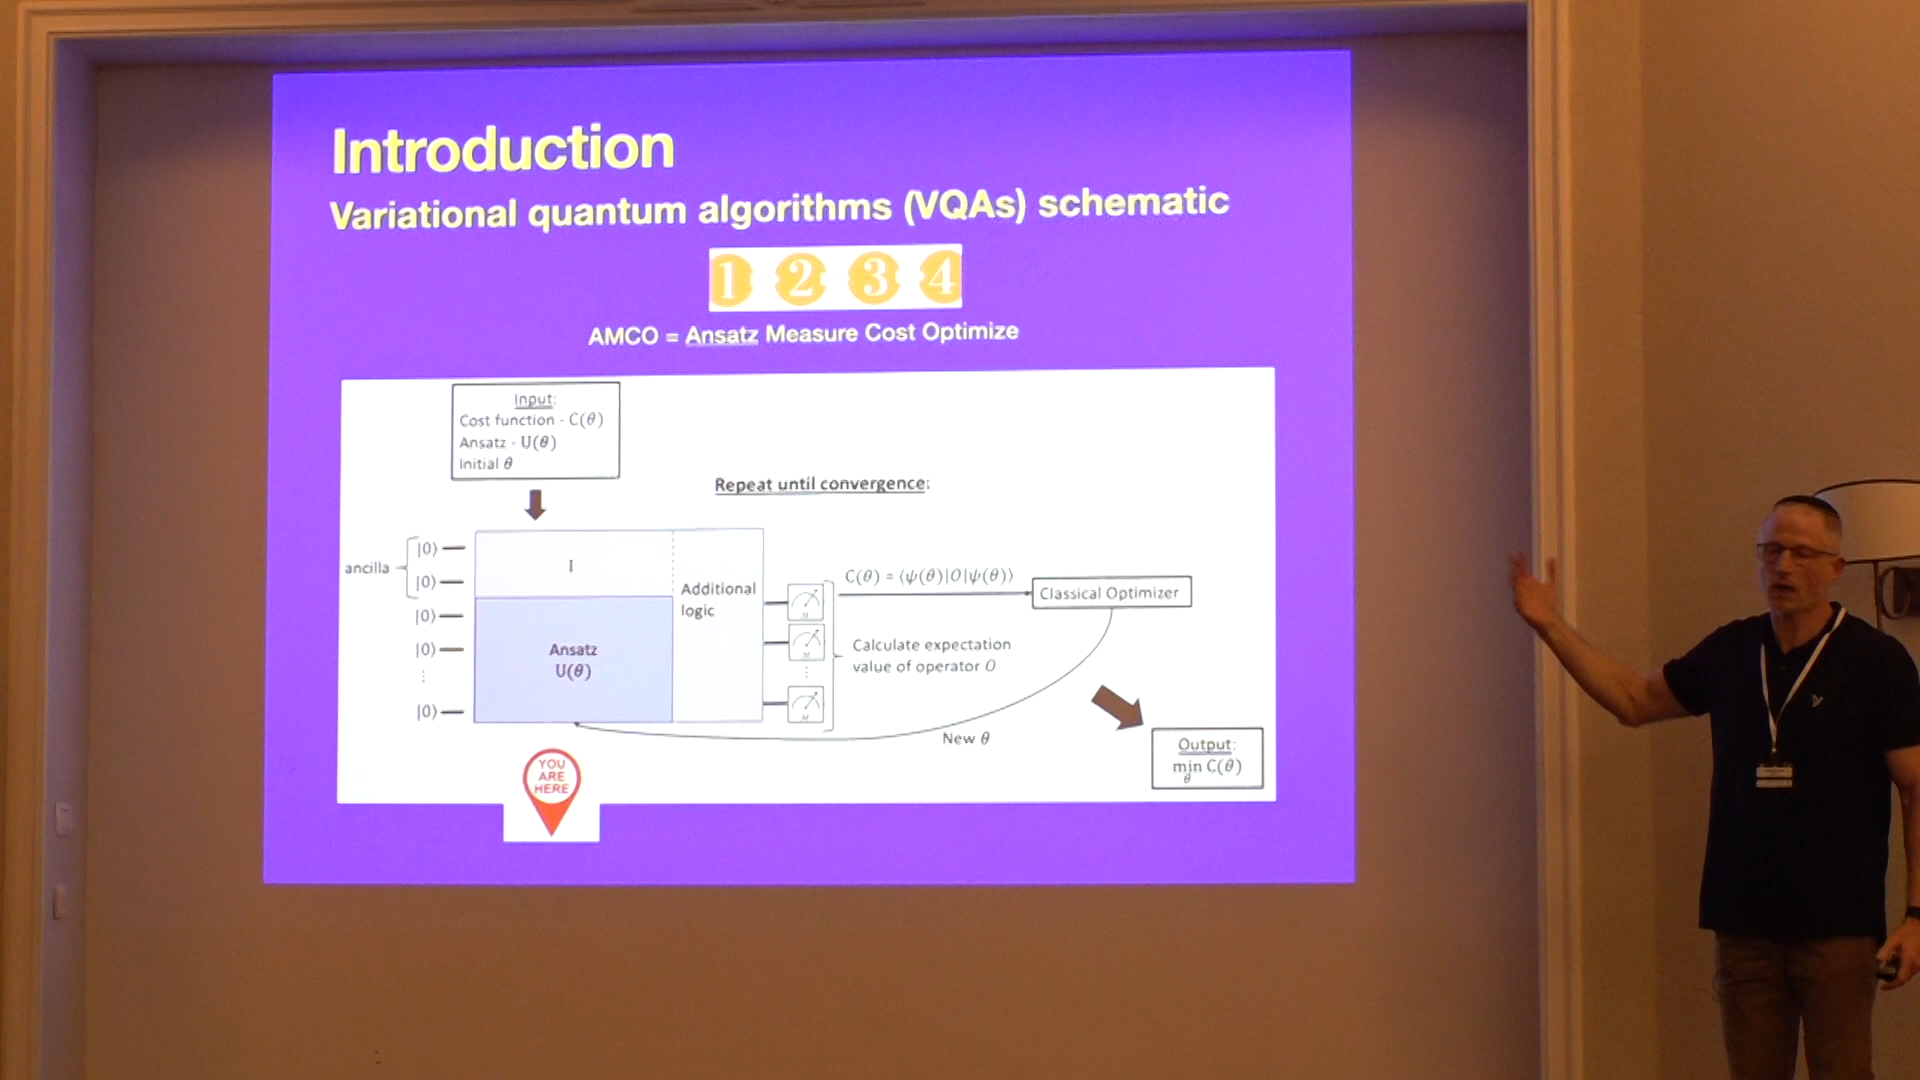 Introduction
Variational quantum algorithms (VQAs) schematic
1 2 3 4
AMCO = Ansatz Measure Cost Optimize
Input:
Cost function - C(θ)
Ansatz - U(θ)
Initial θ
Repeat until convergence:
ancilla
|0⟩
|0⟩
|0⟩
|0⟩
⋮
|0⟩
I
Ansatz
U(θ)
Additional
logic
M
M
⋮
M
C(θ) = ⟨ψ(θ)|O|ψ(θ)⟩
Classical Optimizer
Calculate expectation
value of operator O
New θ
Output:
min C(θ)
θ
YOU
ARE
HERE